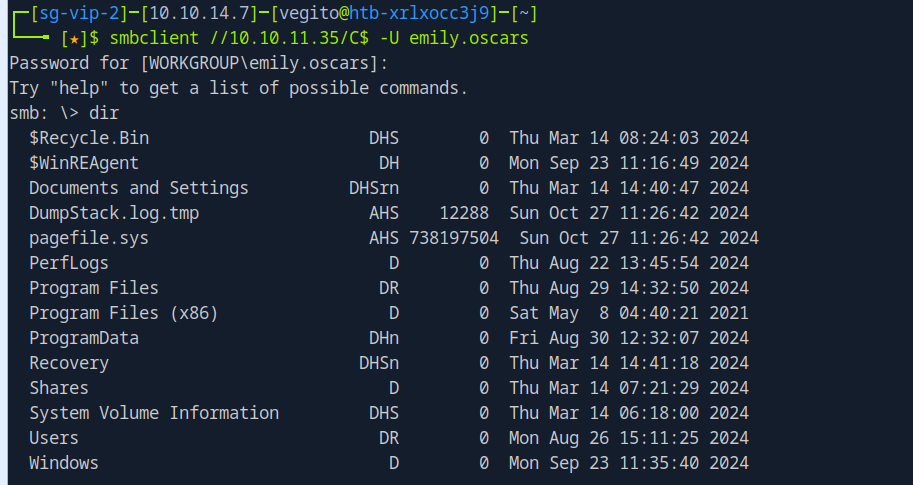 ┌─[sg-vip-2]─[10.10.14.7]─[vegito@htb-xrlxocc3j9]─[~]
└──╼ [★]$ smbclient //10.10.11.35/C$ -U emily.oscars
Password for [WORKGROUP\emily.oscars]:
Try "help" to get a list of possible commands.
smb: \> dir
  $Recycle.Bin                      DHS        0  Thu Mar 14 08:24:03 2024
  $WinREAgent                        DH        0  Mon Sep 23 11:16:49 2024
  Documents and Settings          DHSrn        0  Thu Mar 14 14:40:47 2024
  DumpStack.log.tmp                 AHS    12288  Sun Oct 27 11:26:42 2024
  pagefile.sys                      AHS 738197504  Sun Oct 27 11:26:42 2024
  PerfLogs                            D        0  Thu Aug 22 13:45:54 2024
  Program Files                      DR        0  Thu Aug 29 14:32:50 2024
  Program Files (x86)                 D        0  Sat May  8 04:40:21 2021
  ProgramData                       DHn        0  Fri Aug 30 12:32:07 2024
  Recovery                         DHSn        0  Thu Mar 14 14:41:18 2024
  Shares                              D        0  Thu Mar 14 07:21:29 2024
  System Volume Information         DHS        0  Thu Mar 14 06:18:00 2024
  Users                              DR        0  Mon Aug 26 15:11:25 2024
  Windows                             D        0  Mon Sep 23 11:35:40 2024